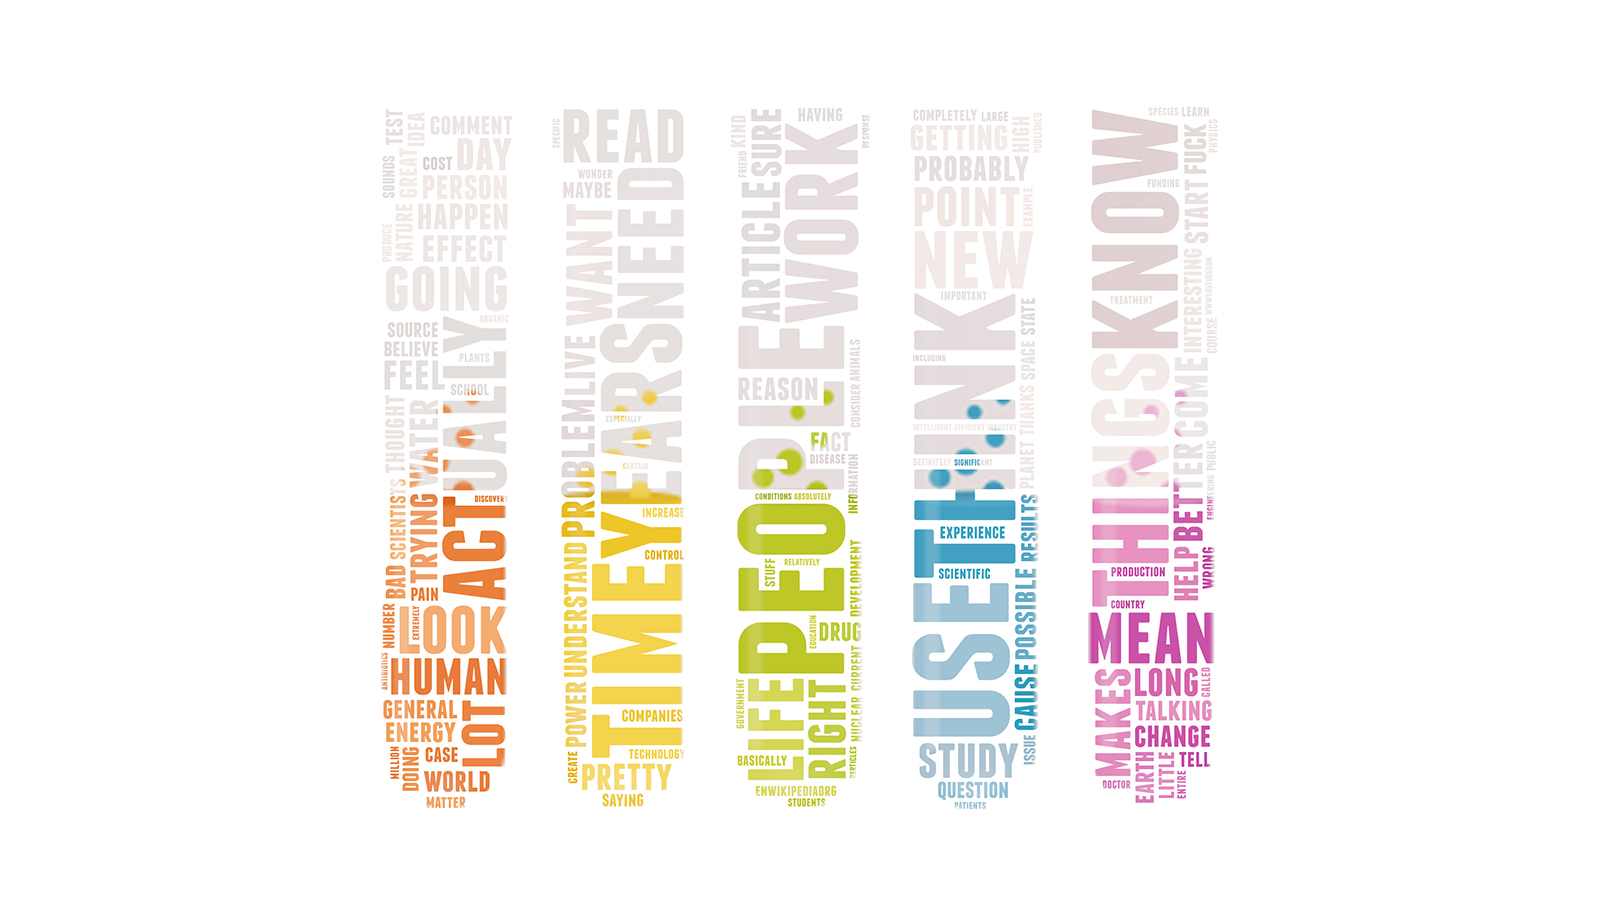 TEST
IDEA
COMMENT
SOUNDS
GREAT
COST
DAY
PERSON
PRODUCE
NATURE
HAPPEN
EFFECT
GOING
ORGANIC
SOURCE
BELIEVE
PLANTS
FEEL
SCHOOL
ACTUALLY
THOUGHT
WATER
SCIENTISTS
TRYING
DISCOVERY
BAD
PAIN
NUMBER
EXTREMELY
LOOK
ANTIBIOTICS
HUMAN
GENERAL
LOT
ENERGY
MILLION
DOING
CASE
WORLD
MATTER
SPECIFIC
READ
WONDER
MAYBE
NEED
WANT
LIVE
YEARS
PROBLEM
ESPECIALLY
CERTAIN
INCREASE
UNDERSTAND
TIME
CONTROL
POWER
COMPANIES
CREATE
TECHNOLOGY
PRETTY
SAYING
FRIEND
KIND
SURE
HAVING
RESPONSE
ARTICLE
WORK
PEOPLE
REASON
CONSIDER
ANIMALS
FACT
DISEASE
INFORMATION
CONDITIONS
ABSOLUTELY
STUFF
RELATIVELY
DEVELOPMENT
EDUCATION
DRUG
GOVERNMENT
LIFE
RIGHT
CURRENT
NUCLEAR
BASICALLY
PARTICLES
ENWIKIPEDIAORG
STUDENTS
COMPLETELY
LARGE
GETTING
HIGH
PUBLISHED
PROBABLY
POINT
EXAMPLE
NEW
IMPORTANT
THINK
STATE
SPACE
INCLUDING
THANKS
PLANET
INTELLIGENT
EFFICIENT
INDUSTRY
DEFINITELY
SIGNIFICANT
RESULTS
EXPERIENCE
SCIENTIFIC
POSSIBLE
USE
CAUSE
ISSUE
STUDY
QUESTION
PATIENTS
SPECIES
LEARN
KNOW
FUCK
PHYSICS
FUNDING
START
INTERESTING
WWWYOUTUBECOM
TREATMENT
COURSE
THINGS
COME
BETTER
PUBLIC
ENGINEERING
PRODUCTION
HELP
WRONG
COUNTRY
MEAN
MAKES
LONG
CALLED
TALKING
CHANGE
TELL
DOCTOR
EARTH
LITTLE
ENTIRE